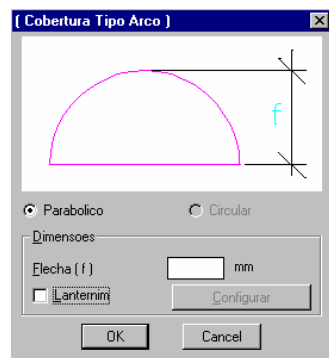 ( Cobertura Tipo Arco )
f
Parabolico Circular
Dimensoes
Flecha ( f ) mm
Lanternim Configurar
OK Cancel